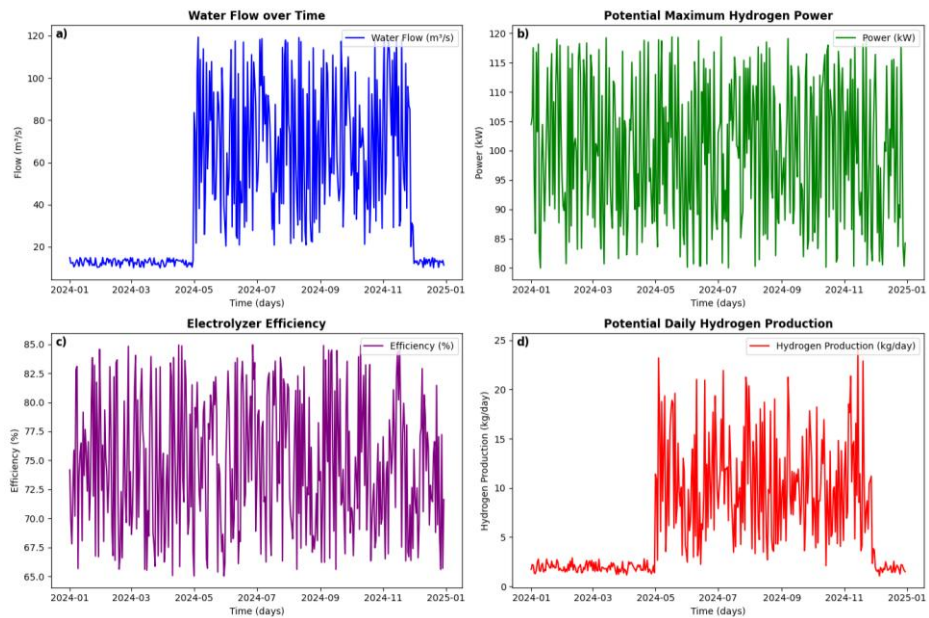 Water Flow over Time
a)
Water Flow (m³/s)
120
100
80
60
40
20
Flow (m³/s)
2024-01 2024-03 2024-05 2024-07 2024-09 2024-11 2025-01
Time (days)
Potential Maximum Hydrogen Power
b)
Power (kW)
120
115
110
105
100
95
90
85
80
Power (kW)
2024-01 2024-03 2024-05 2024-07 2024-09 2024-11 2025-01
Time (days)
Electrolyzer Efficiency
c)
Efficiency (%)
85.0
82.5
80.0
77.5
75.0
72.5
70.0
67.5
65.0
Efficiency (%)
2024-01 2024-03 2024-05 2024-07 2024-09 2024-11 2025-01
Time (days)
Potential Daily Hydrogen Production
d)
Hydrogen Production (kg/day)
25
20
15
10
5
0
Hydrogen Production (kg/day)
2024-01 2024-03 2024-05 2024-07 2024-09 2024-11 2025-01
Time (days)